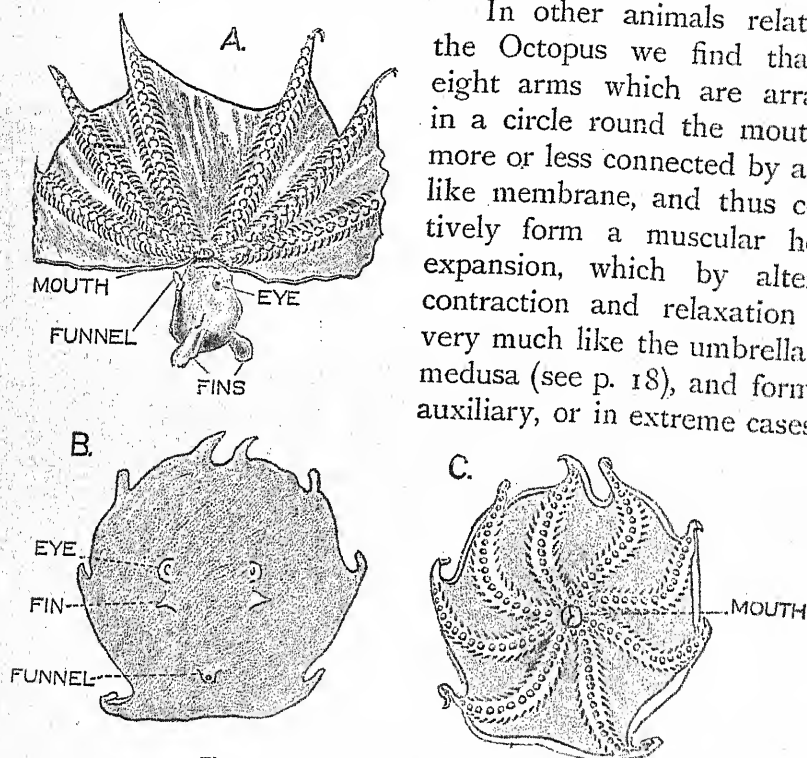 In other animals relat
the Octopus we find tha
eight arms which are arra
in a circle round the mout
more or less connected by a
like membrane, and thus c
tively form a muscular h
expansion, which by alte
contraction and relaxation
very much like the umbrella
medusa (see p. 18), and form
auxiliary, or in extreme cases
A.
MOUTH
FUNNEL
EYE
FINS
B.
EYE
FIN
FUNNEL
C.
MOUTH